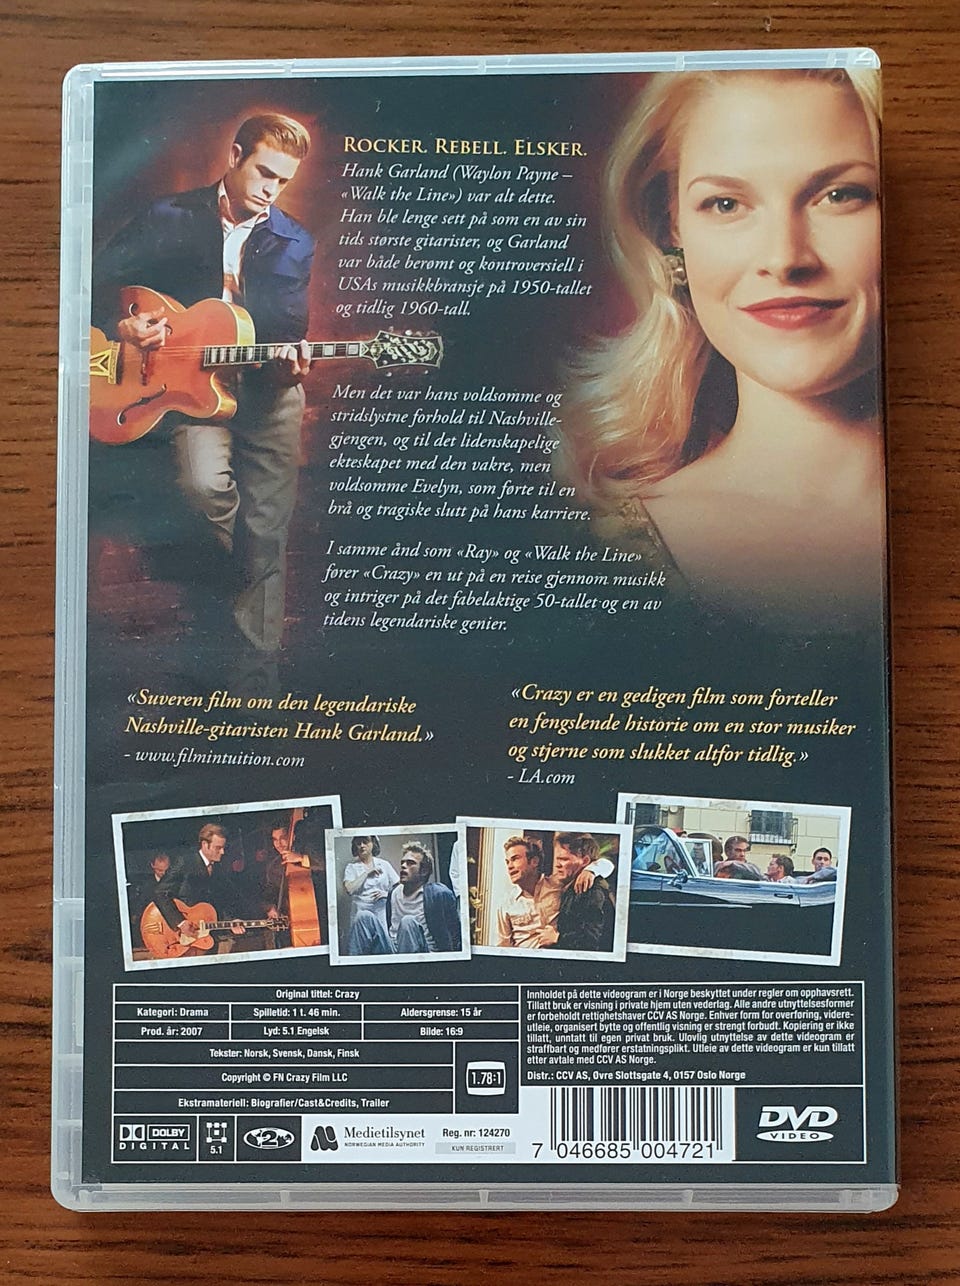 ROCKER. REBELL. ELSKER.
Hank Garland (Waylon Payne –
«Walk the Line») var alt dette.
Han ble lenge sett på som en av sin
tids største gitarister, og Garland
var både berømt og kontroversiell i
USAs musikkbransje på 1950-tallet
og tidlig 1960-tall.
Men det var hans voldsomme og
stridslystne forhold til Nashville-
gjengen, og til det lidenskapelige
ekteskapet med den vakre, men
voldsomme Evelyn, som førte til en
brå og tragiske slutt på hans karriere.
I samme ånd som «Ray» og «Walk the Line»
fører «Crazy» en ut på en reise gjennom musikk
og intriger på det fabelaktige 50-tallet og en av
tidens legendariske genier.
«Suveren film om den legendariske
Nashville-gitaristen Hank Garland.»
- www.filmintuition.com
«Crazy er en gedigen film som forteller
en fengslende historie om en stor musiker
og stjerne som slukket altfor tidlig.»
- LA.com
Original tittel: Crazy
Kategori: Drama Spilletid: 1 t. 46 min. Aldersgrense: 15 år
Prod. år: 2007 Lyd: 5.1 Engelsk Bilde: 16:9
Tekster: Norsk, Svensk, Dansk, Finsk
Copyright © FN Crazy Film LLC
Ekstramateriell: Biografier/Cast&Credits, Trailer
1.78:1
Innholdet på dette videogram er i Norge beskyttet under regler om opphavsrett.
Tillatt bruk er visning i private hjem uten vederlag. Alle andre utnyttelsesformer
er forbeholdt rettighetshaver CCV AS Norge. Enhver form for overføring, videre-
utleie, organisert bytte og offentlig visning er strengt forbudt. Kopiering er ikke
tillatt, unntatt til egen privat bruk. Ulovlig utnyttelse av dette videogram er
straffbart og medfører erstatningsplikt. Utleie av dette videogram er kun tillatt
etter avtale med CCV AS, Norge.
Distr.: CCV AS, Øvre Slottsgate 4, 0157 Oslo Norge
DOLBY
DIGITAL
5.1
2
Medietilsynet
NORWEGIAN MEDIA AUTHORITY
Reg. nr: 124270
KUN REGISTRERT
7 046685 004721
DVD
VIDEO